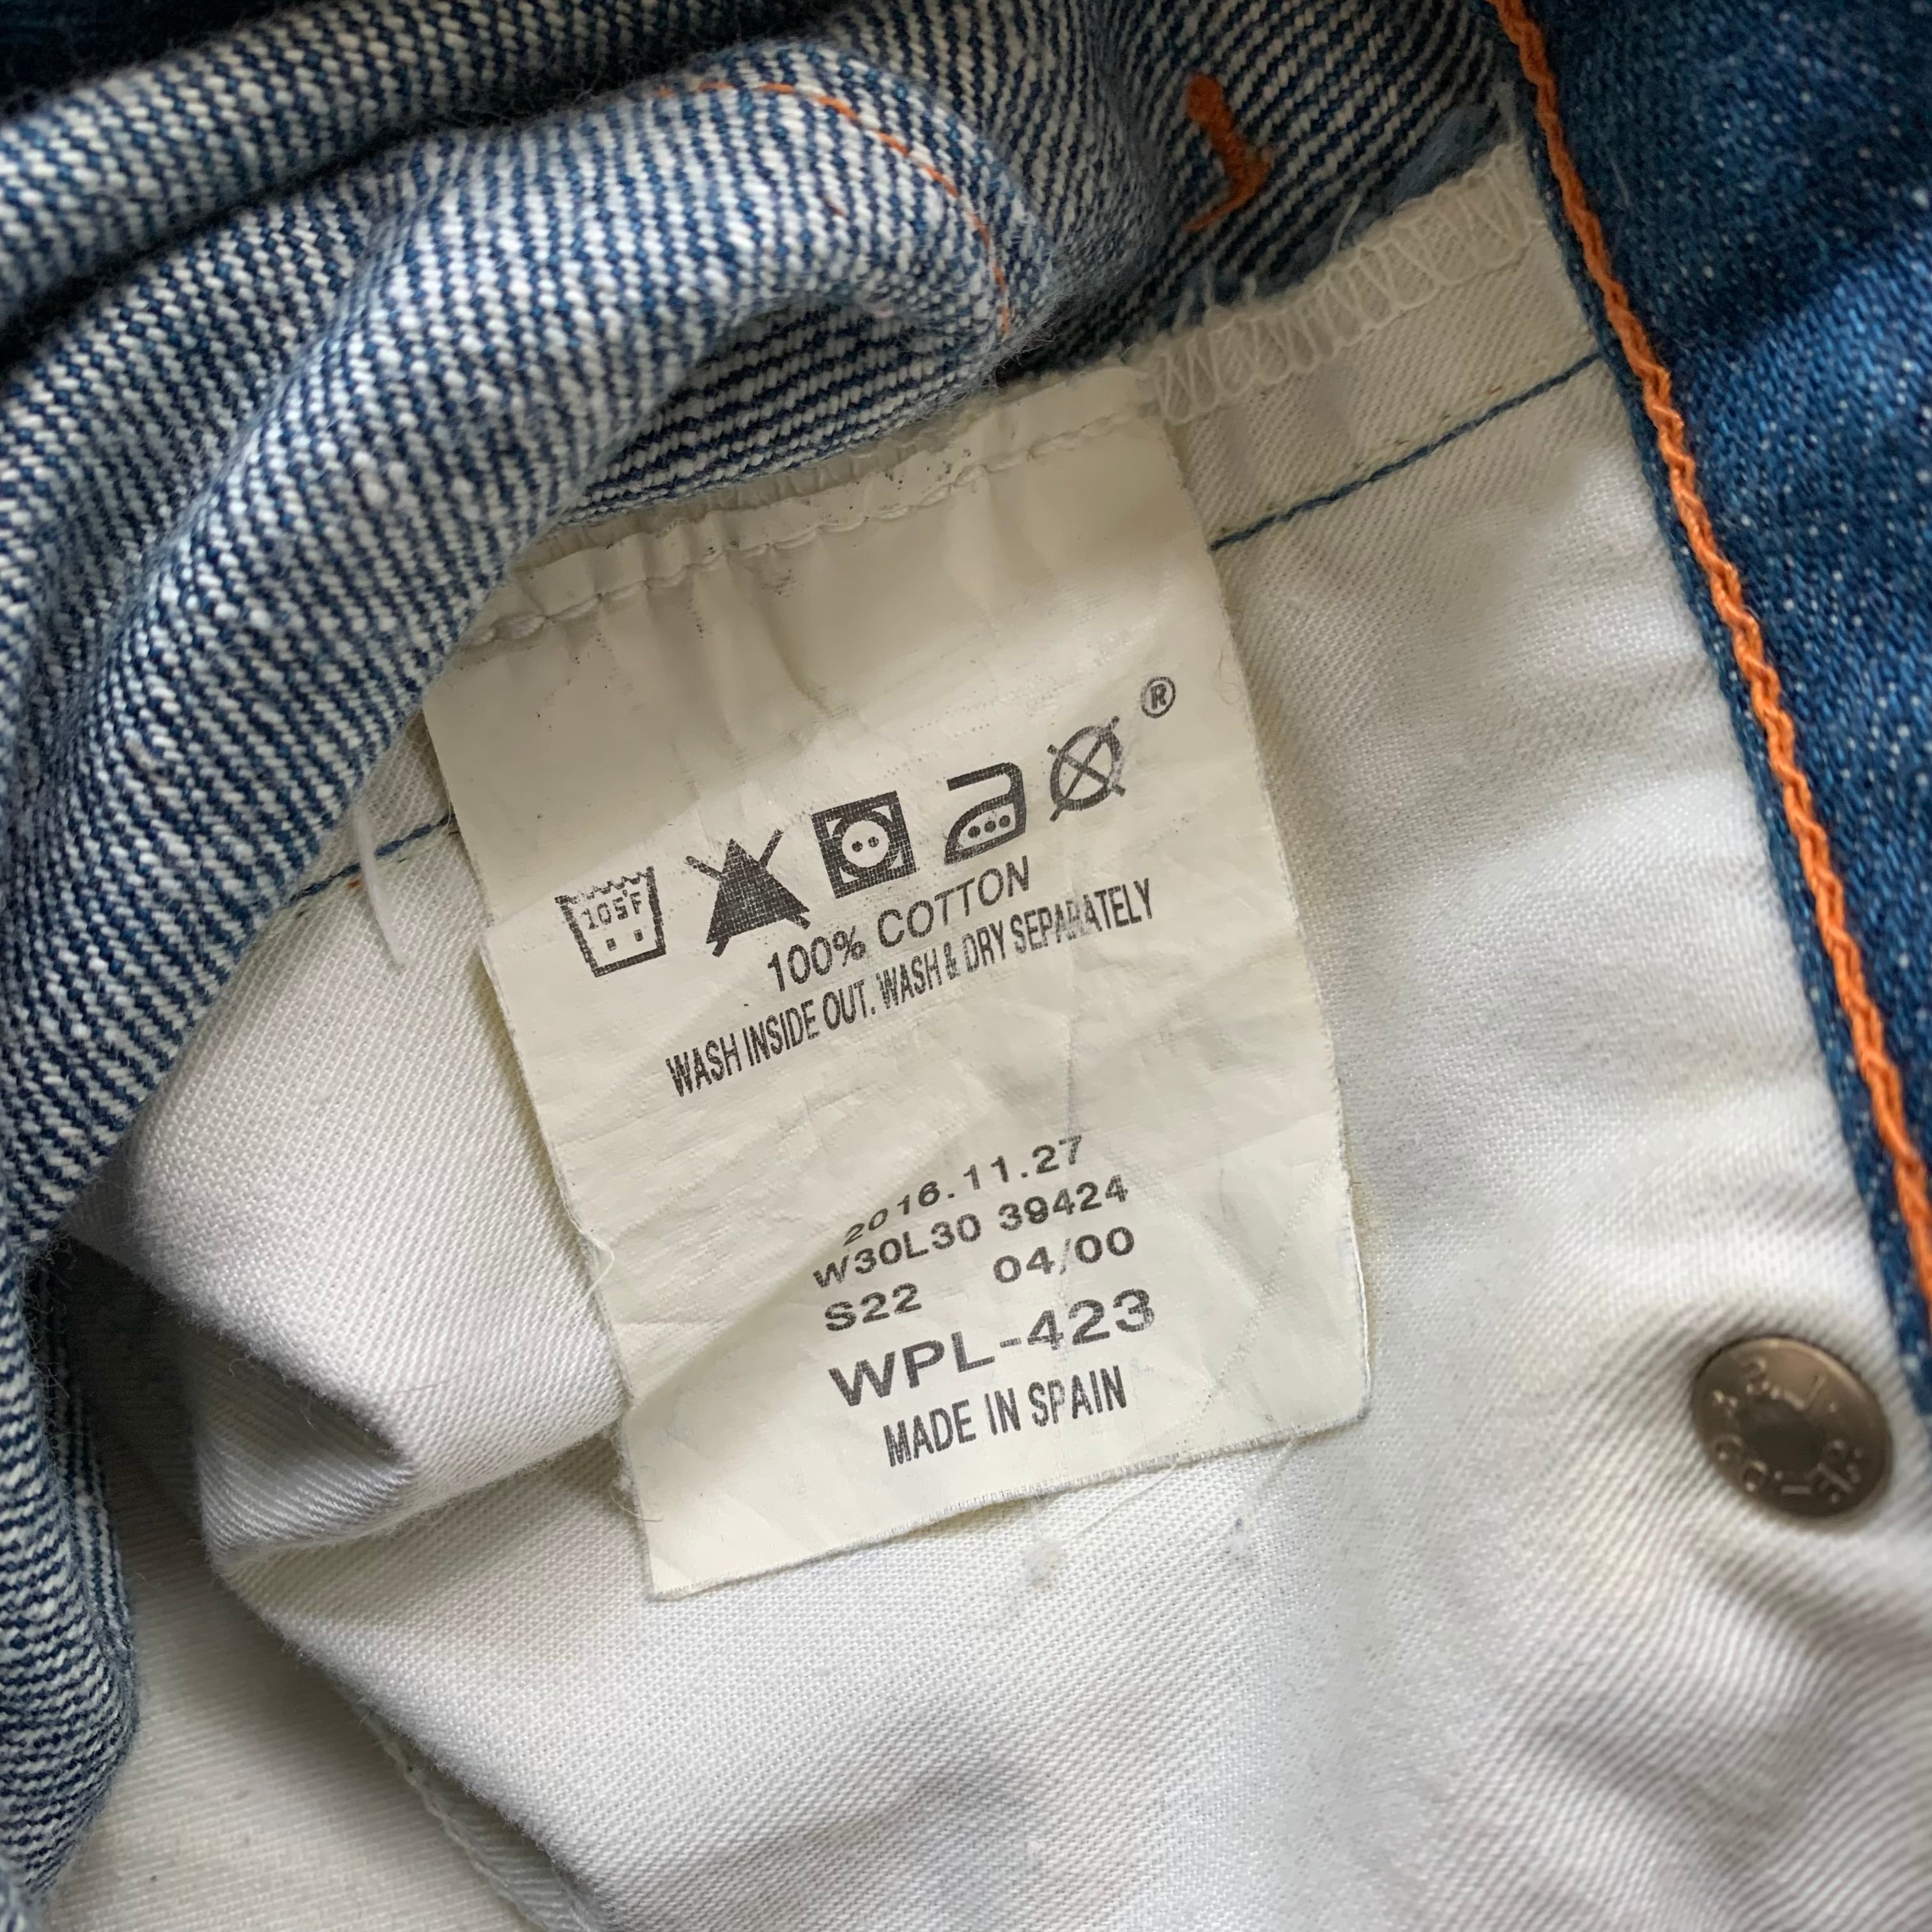 ®
105F
100% COTTON
WASH INSIDE OUT. WASH & DRY SEPARATELY
2016.11.27
W30L30 39424
S22 04/00
WPL-423
MADE IN SPAIN